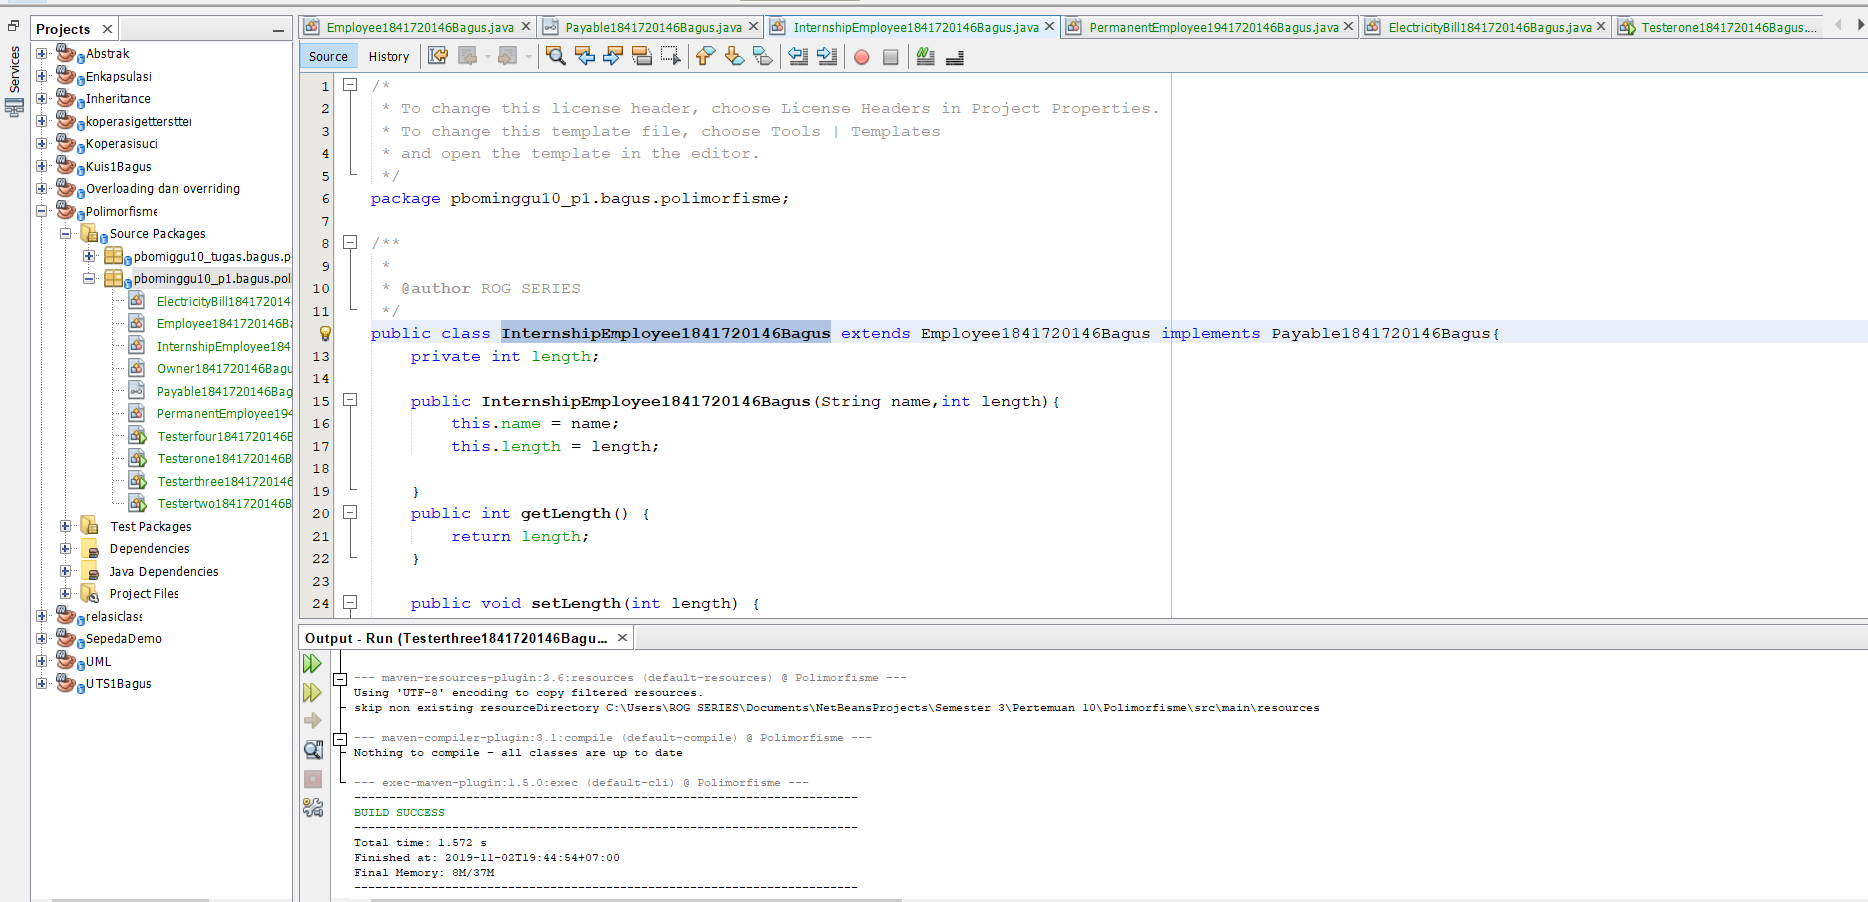 Services
Projects
Abstrak
Enkapsulasi
Inheritance
koperasigettersetter
Koperasisuci
Kuis1Bagus
Overloading dan overriding
Polimorfisme
Source Packages
pbomiggu10_tugas.bagus.p
pbominggu10_p1.bagus.pol
ElectricityBill184172014
Employee1841720146Ba
InternshipEmployee184
Owner1841720146Bagu
Payable1841720146Bag
PermanentEmployee194
Testerfour1841720146E
Testerone1841720146B
Testerthree1841720146
Testertwo1841720146B
Test Packages
Dependencies
Java Dependencies
Project Files
relasiclass
SepedaDemo
UML
UTS1Bagus
Employee1841720146Bagus.java Payable1841720146Bagus.java InternshipEmployee1841720146Bagus.java PermanentEmployee1941720146Bagus.java ElectricityBill1841720146Bagus.java Testerone1841720146Bagus....
Source History
1 /*
2 * To change this license header, choose License Headers in Project Properties.
3 * To change this template file, choose Tools | Templates
4 * and open the template in the editor.
5 */
6 package pbominggu10_p1.bagus.polimorfisme;
7
8 /**
9 *
10 * @author ROG SERIES
11 */
public class InternshipEmployee1841720146Bagus extends Employee1841720146Bagus implements Payable1841720146Bagus{
13 private int length;
14
15 public InternshipEmployee1841720146Bagus(String name,int length){
16 this.name = name;
17 this.length = length;
18
19 }
20 public int getLength() {
21 return length;
22 }
23
24 public void setLength(int length) {
Output - Run (Testerthree1841720146Bagu...
--- maven-resources-plugin:2.6:resources (default-resources) @ Polimorfisme ---
Using 'UTF-8' encoding to copy filtered resources.
skip non existing resourceDirectory C:\Users\ROG SERIES\Documents\NetBeansProjects\Semester 3\Pertemuan 10\Polimorfisme\src\main\resources
--- maven-compiler-plugin:3.1:compile (default-compile) @ Polimorfisme ---
Nothing to compile - all classes are up to date
--- exec-maven-plugin:1.5.0:exec (default-cli) @ Polimorfisme ---
------------------------------------------------------------------------
BUILD SUCCESS
------------------------------------------------------------------------
Total time: 1.572 s
Finished at: 2019-11-02T19:44:54+07:00
Final Memory: 8M/37M
------------------------------------------------------------------------